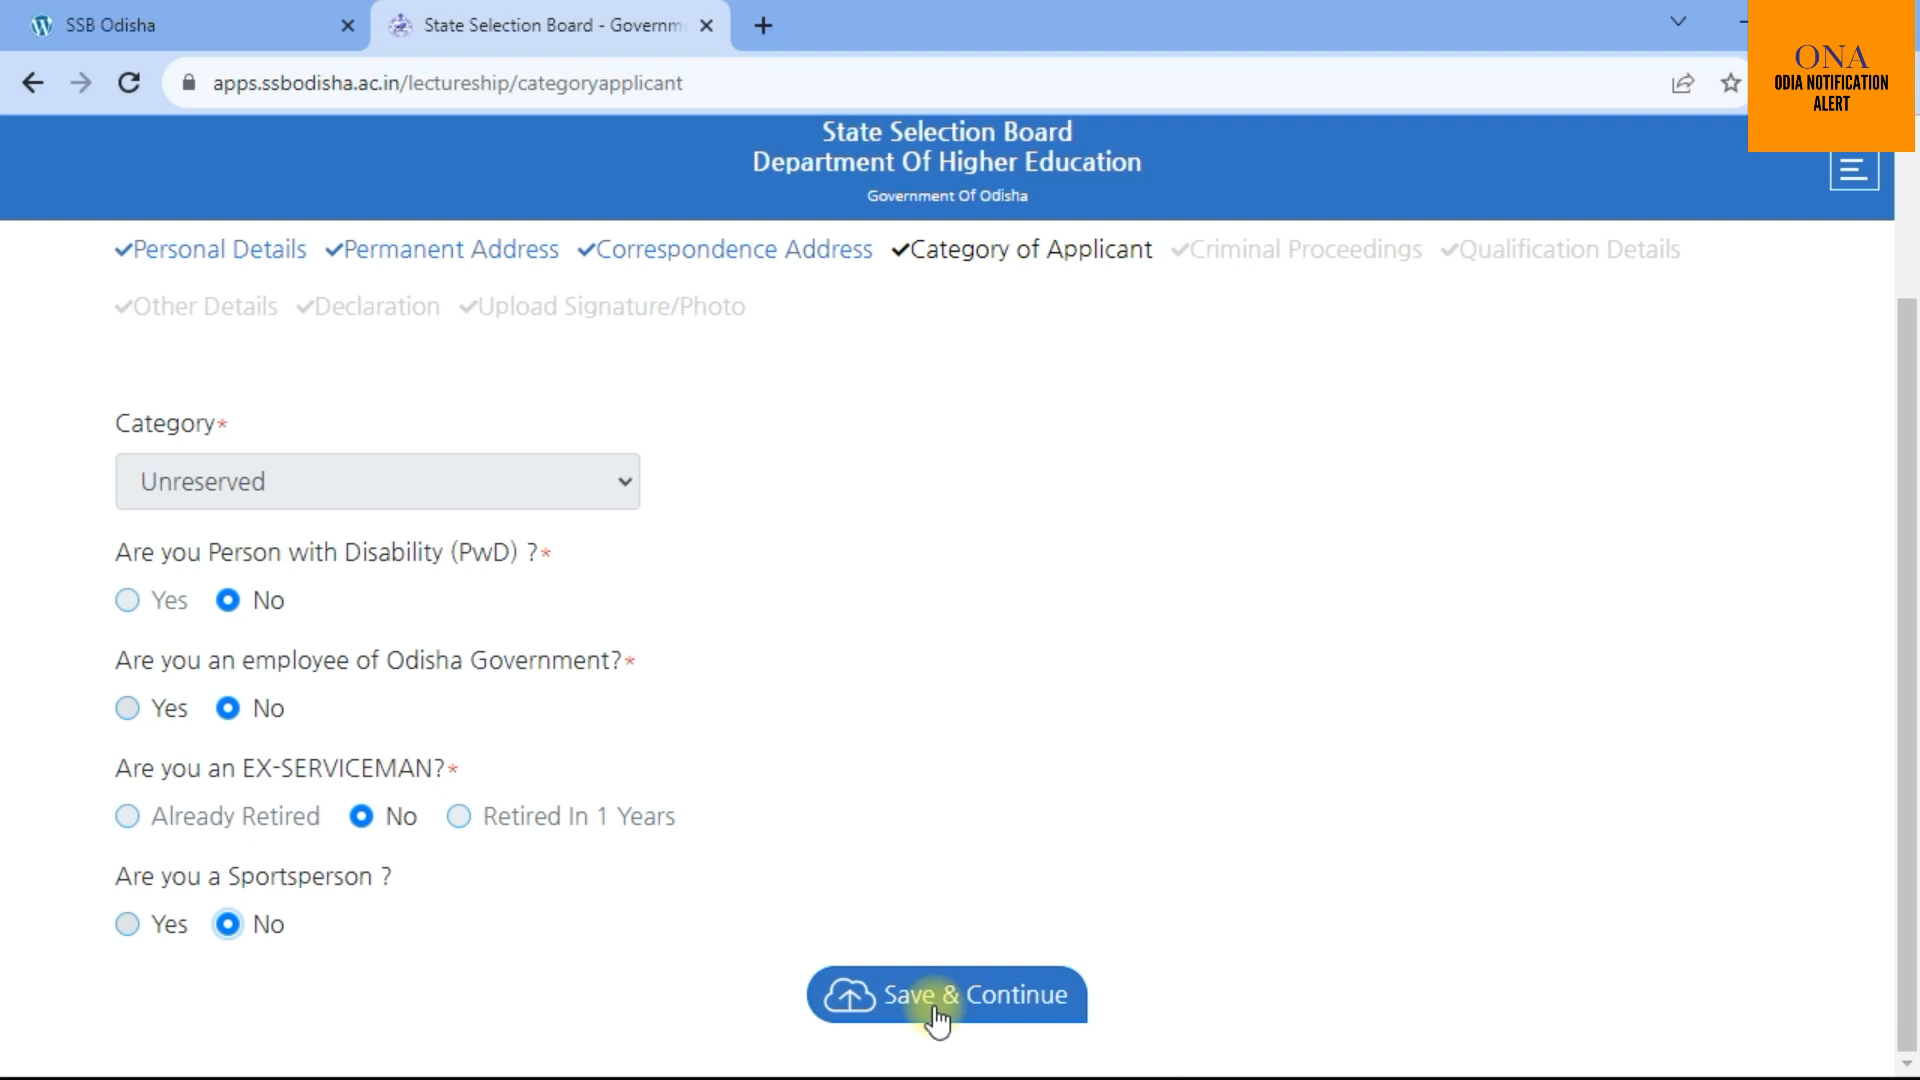 SSB Odisha
State Selection Board - Governm
ONA
ODIA NOTIFICATION
ALERT
apps.ssbodisha.ac.in/lectureship/categoryapplicant
State Selection Board
Department Of Higher Education
Government Of Odisha
Personal Details Permanent Address Correspondence Address Category of Applicant Criminal Proceedings Qualification Details
Other Details Declaration Upload Signature/Photo
Category*
Unreserved
Are you Person with Disability (PwD) ?*
Yes No
Are you an employee of Odisha Government?*
Yes No
Are you an EX-SERVICEMAN?*
Already Retired No Retired In 1 Years
Are you a Sportsperson ?
Yes No
Save & Continue